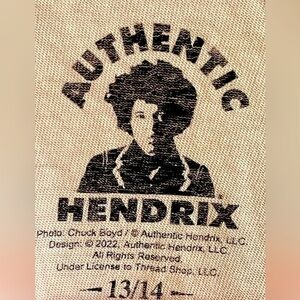 AUTHENTIC
HENDRIX
Photo: Chuck Boyd / © Authentic Hendrix, LLC.
Design: © 2022, Authentic Hendrix, LLC.
All Rights Reserved.
Under License to Thread Shop, LLC.
- 13/14 -